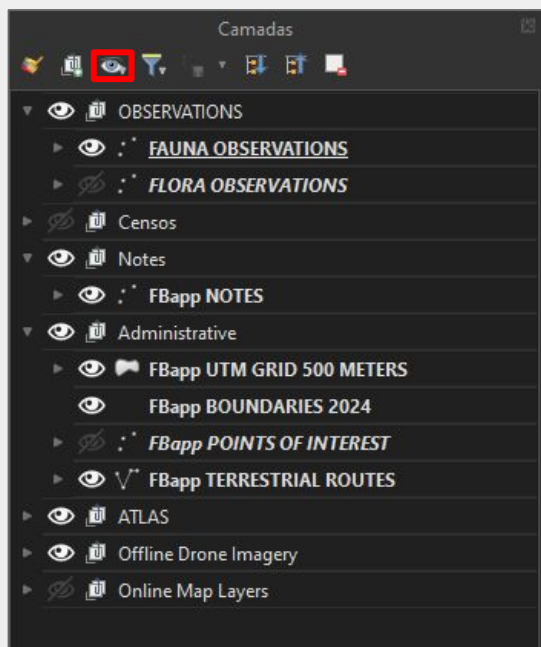 Camadas
OBSERVATIONS
FAUNA OBSERVATIONS
FLORA OBSERVATIONS
Censos
Notes
FBapp NOTES
Administrative
FBapp UTM GRID 500 METERS
FBapp BOUNDARIES 2024
FBapp POINTS OF INTEREST
FBapp TERRESTRIAL ROUTES
ATLAS
Offline Drone Imagery
Online Map Layers